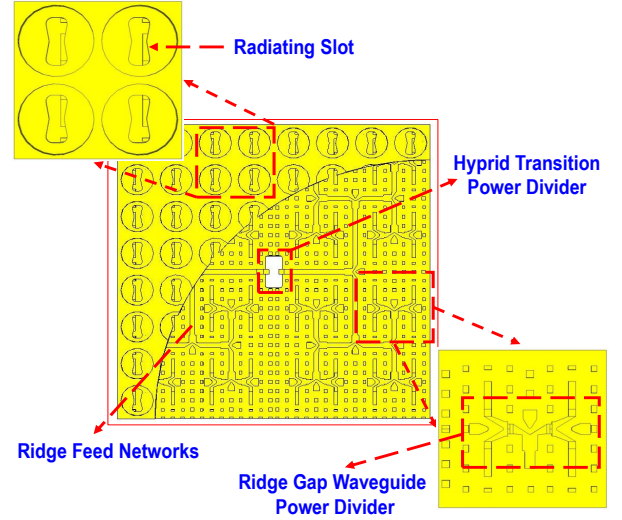 Radiating Slot
Hyprid Transition
Power Divider
Ridge Feed Networks
Ridge Gap Waveguide
Power Divider